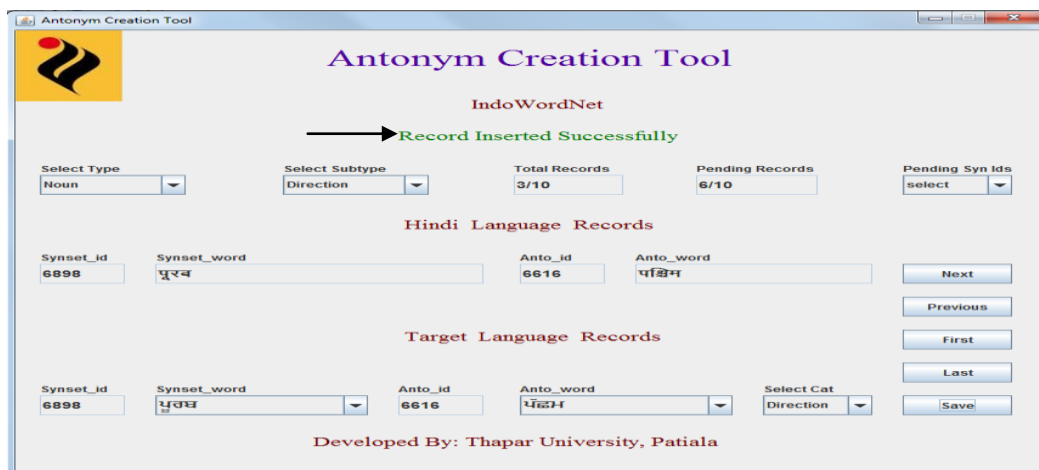 Antonym Creation Tool
Antonym Creation Tool
IndoWordNet
Record Inserted Successfully
Select Type Select Subtype Total Records Pending Records Pending Syn Ids
Noun Direction 3/10 6/10 select
Hindi Language Records
Synset_id Synset_word Anto_id Anto_word
6898 पूरब 6616 पश्चिम Next
Previous
Target Language Records First
Last
Synset_id Synset_word Anto_id Anto_word Select Cat
6898 ਪੂਰਬ 6616 ਪੱਛਮ Direction Save
Developed By: Thapar University, Patiala